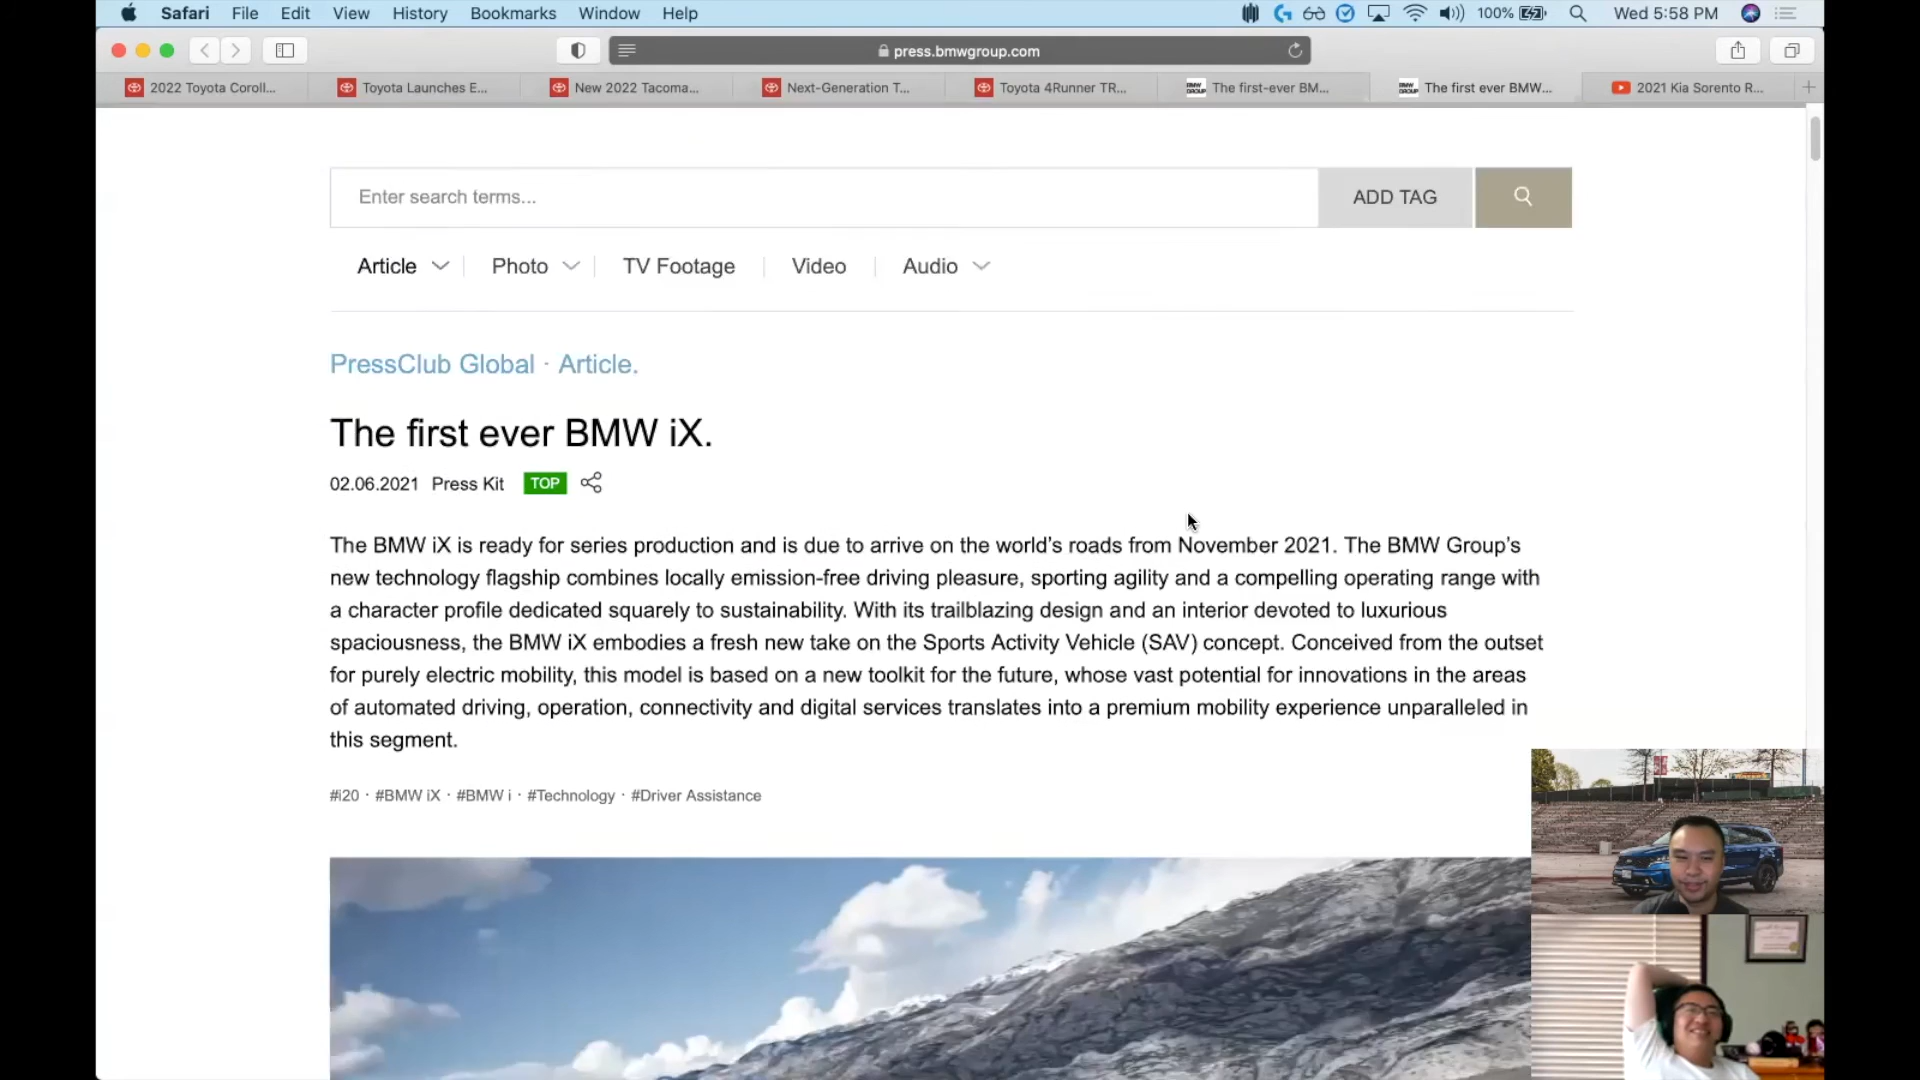 Safari File Edit View History Bookmarks Window Help 100% Wed 5:58 PM
press.bmwgroup.com
2022 Toyota Coroll... Toyota Launches E... New 2022 Tacoma... Next-Generation T... Toyota 4Runner TR... The first-ever BM... The first ever BMW... 2021 Kia Sorento R...
Enter search terms... ADD TAG
Article Photo TV Footage Video Audio
PressClub Global · Article.
The first ever BMW iX.
02.06.2021 Press Kit TOP
The BMW iX is ready for series production and is due to arrive on the world's roads from November 2021. The BMW Group's
new technology flagship combines locally emission-free driving pleasure, sporting agility and a compelling operating range with
a character profile dedicated squarely to sustainability. With its trailblazing design and an interior devoted to luxurious
spaciousness, the BMW iX embodies a fresh new take on the Sports Activity Vehicle (SAV) concept. Conceived from the outset
for purely electric mobility, this model is based on a new toolkit for the future, whose vast potential for innovations in the areas
of automated driving, operation, connectivity and digital services translates into a premium mobility experience unparalleled in
this segment.
#i20 · #BMW iX · #BMW i · #Technology · #Driver Assistance